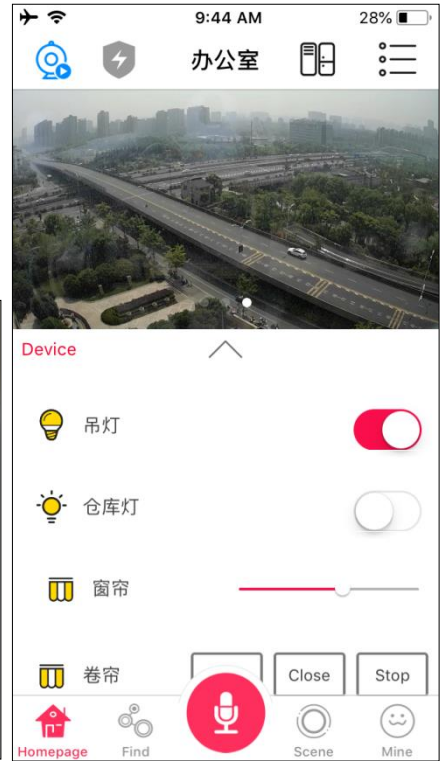 9:44 AM
28%
办公室
Device
吊灯
仓库灯
窗帘
卷帘
Close
Stop
Homepage
Find
Scene
Mine